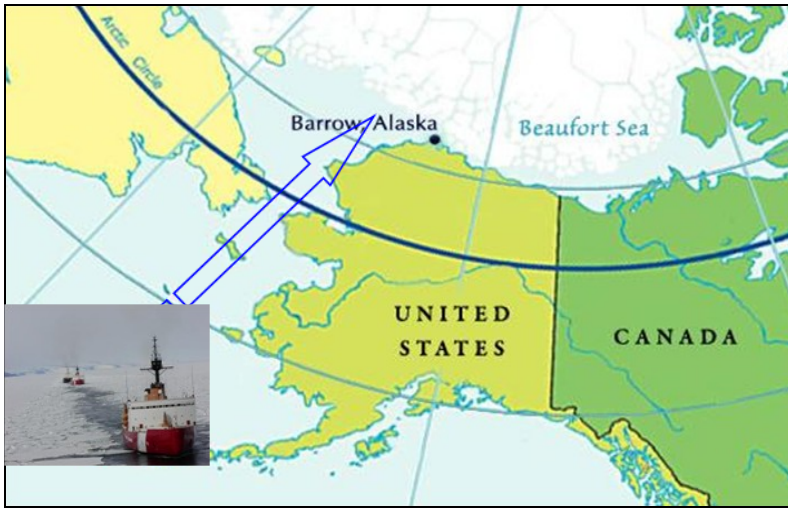 Arctic Circle
Barrow, Alaska
Beaufort Sea
UNITED
STATES
CANADA